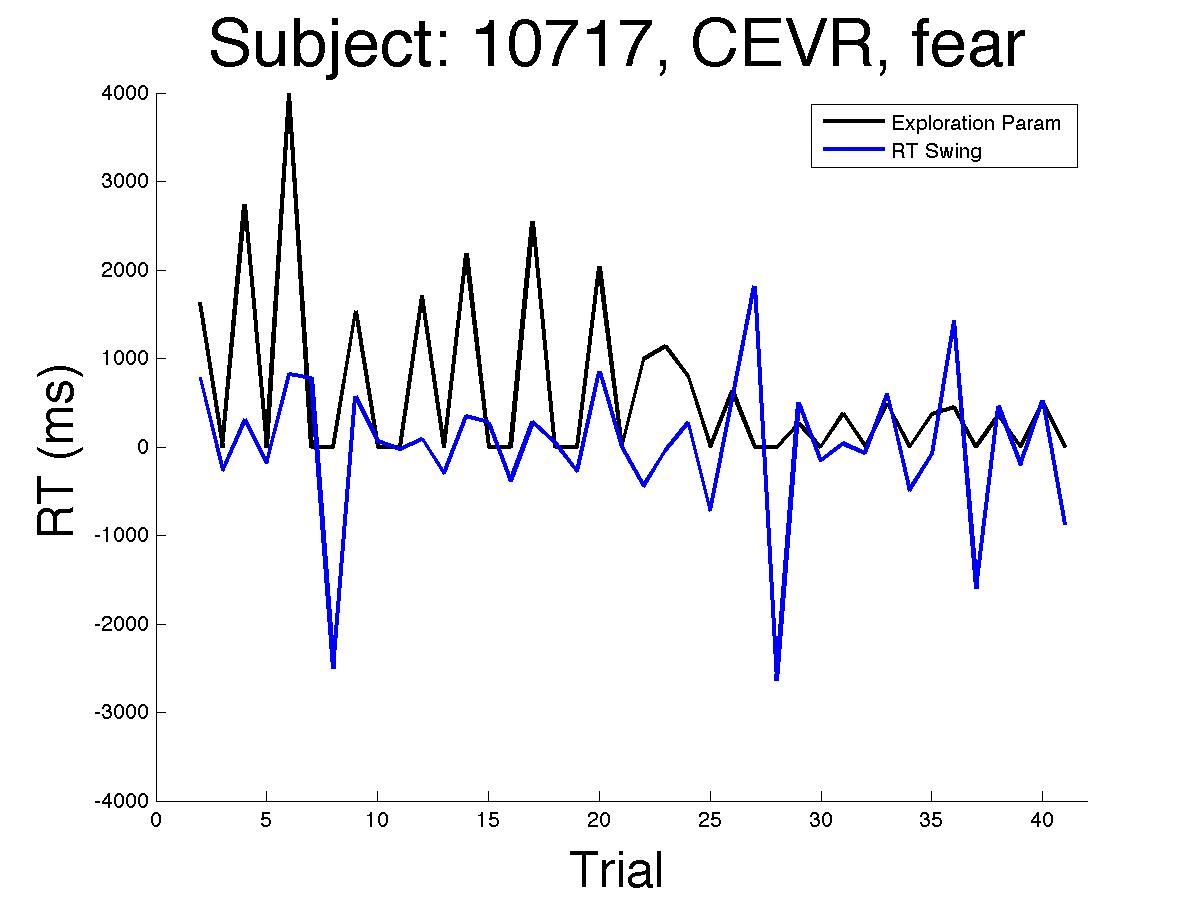 Subject: 10717, CEVR, fear
Exploration Param
RT Swing
4000
3000
2000
1000
0
-1000
-2000
-3000
-4000
RT (ms)
0 5 10 15 20 25 30 35 40
Trial